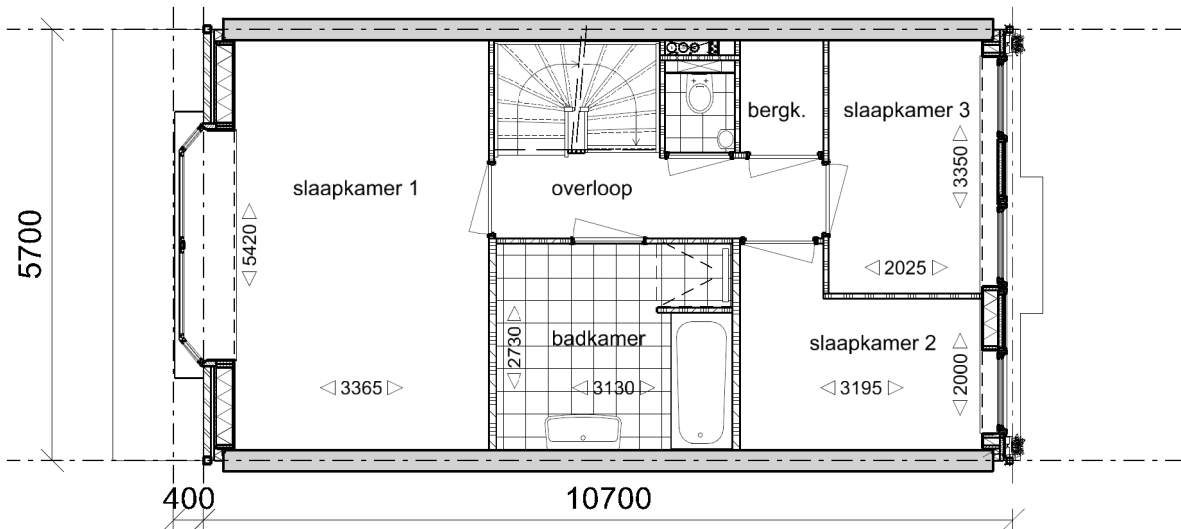 bergk.
slaapkamer 3
slaapkamer 1
overloop
3350
5420
5700
2025
badkamer
slaapkamer 2
2730
2000
3365
3130
3195
400
10700